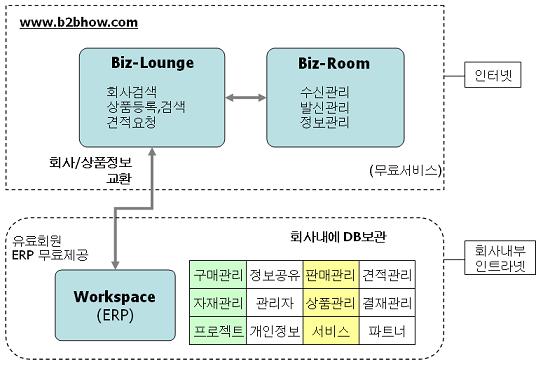 www.b2bhow.com
Biz-Lounge
회사검색
상품등록,검색
견적요청
Biz-Room
수신관리
발신관리
정보관리
인터넷
회사/상품정보
교환
(무료서비스)
유료회원
ERP 무료제공
회사내에 DB보관
회사내부
인트라넷
Workspace
(ERP)
구매관리 정보공유 판매관리 견적관리
자재관리 관리자 상품관리 결재관리
프로젝트 개인정보 서비스 파트너